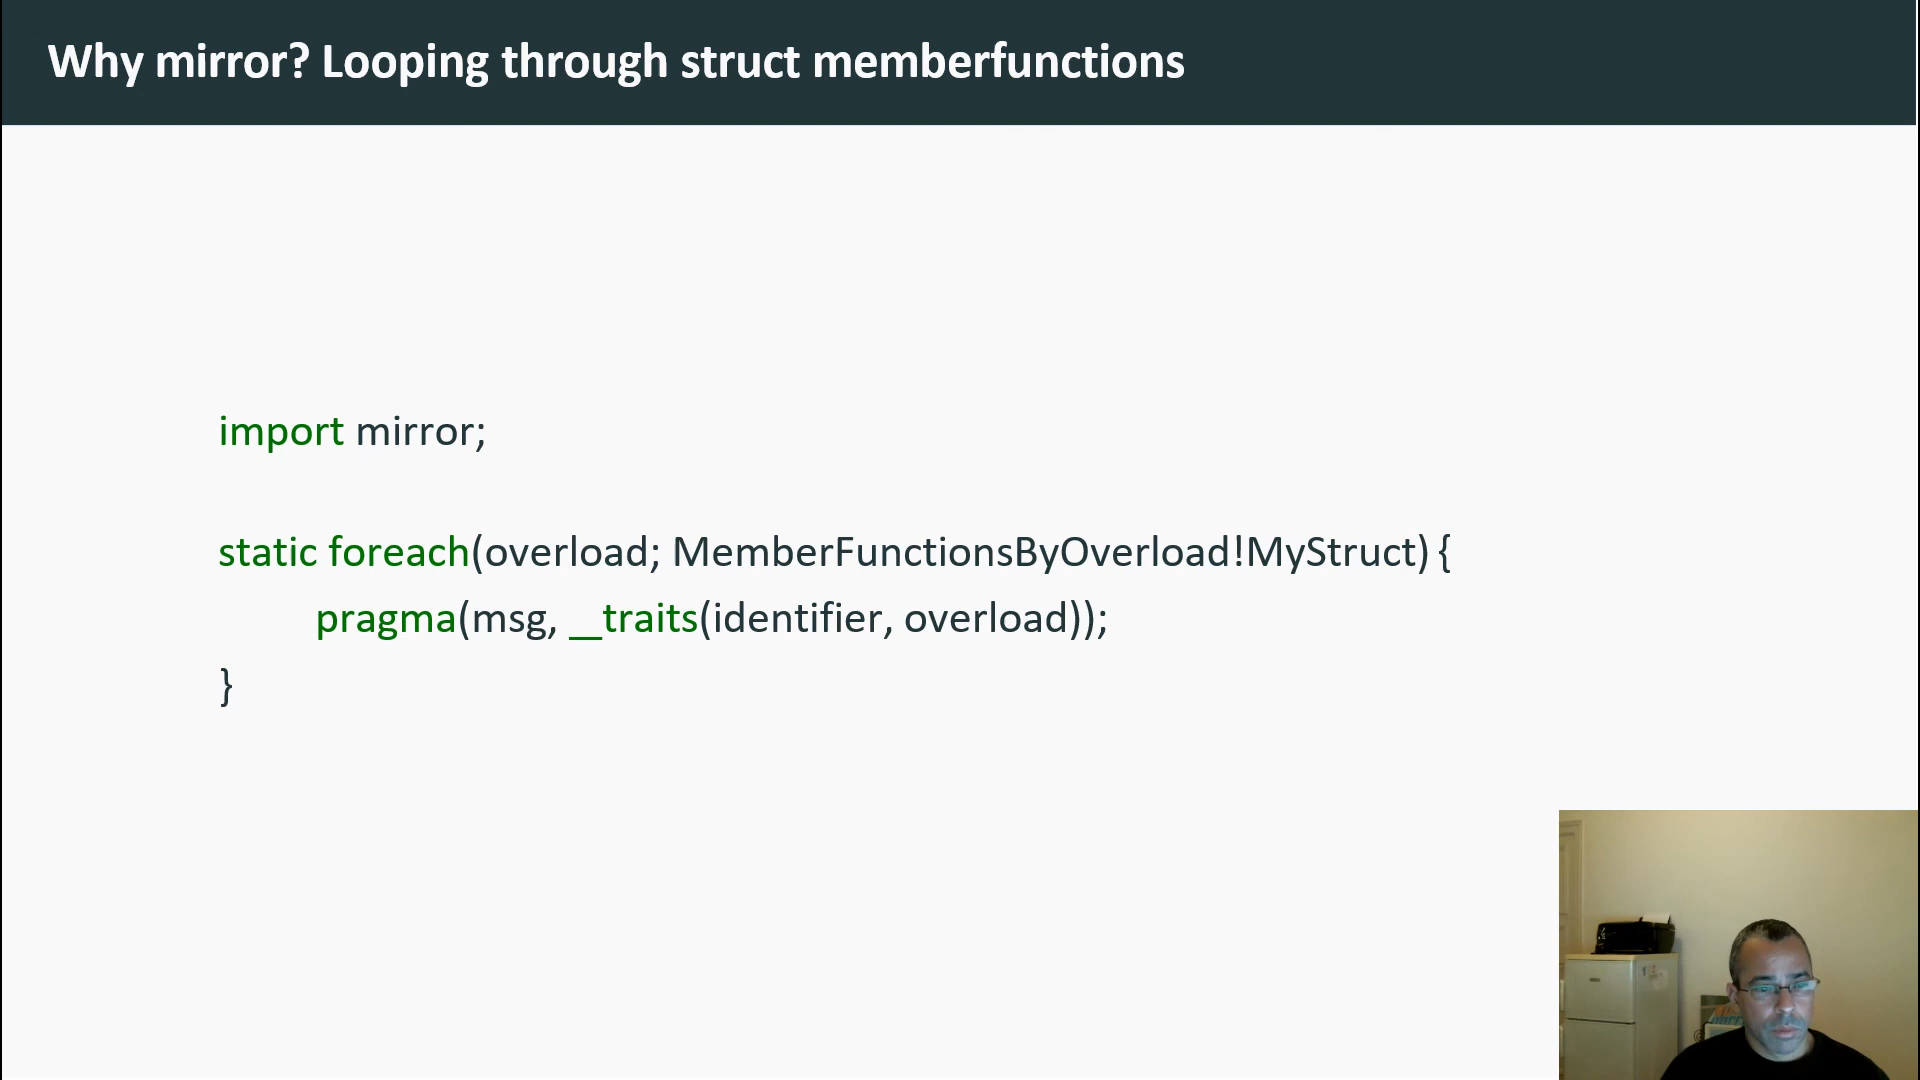 Why mirror? Looping through struct memberfunctions
import mirror;
static foreach(overload; MemberFunctionsByOverload!MyStruct) {
pragma(msg, __traits(identifier, overload));
}